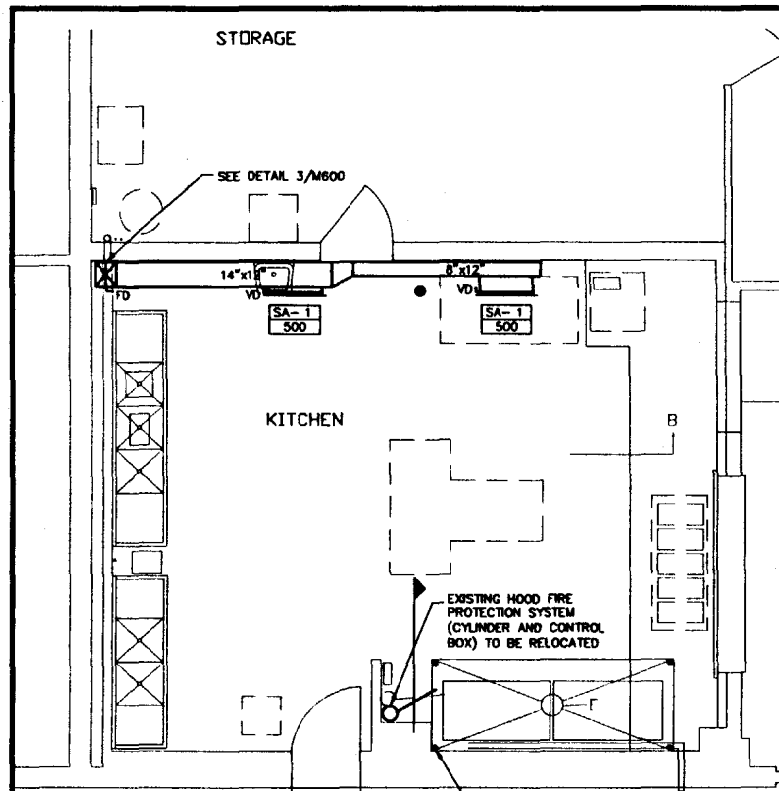 STORAGE
SEE DETAIL 3/M600
14"x12"
8"x12"
FD
VD
VD
SA- 1
500
SA- 1
500
KITCHEN
B
EXISTING HOOD FIRE
PROTECTION SYSTEM
(CYLINDER AND CONTROL
BOX) TO BE RELOCATED
F